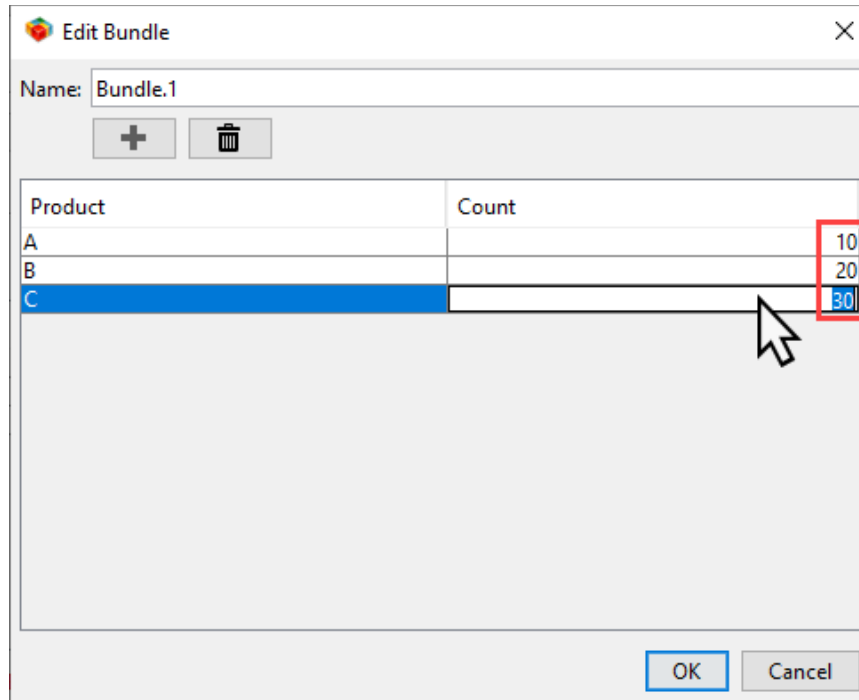 Edit Bundle
Name: Bundle.1
Product Count
A 10
B 20
C 30
OK Cancel